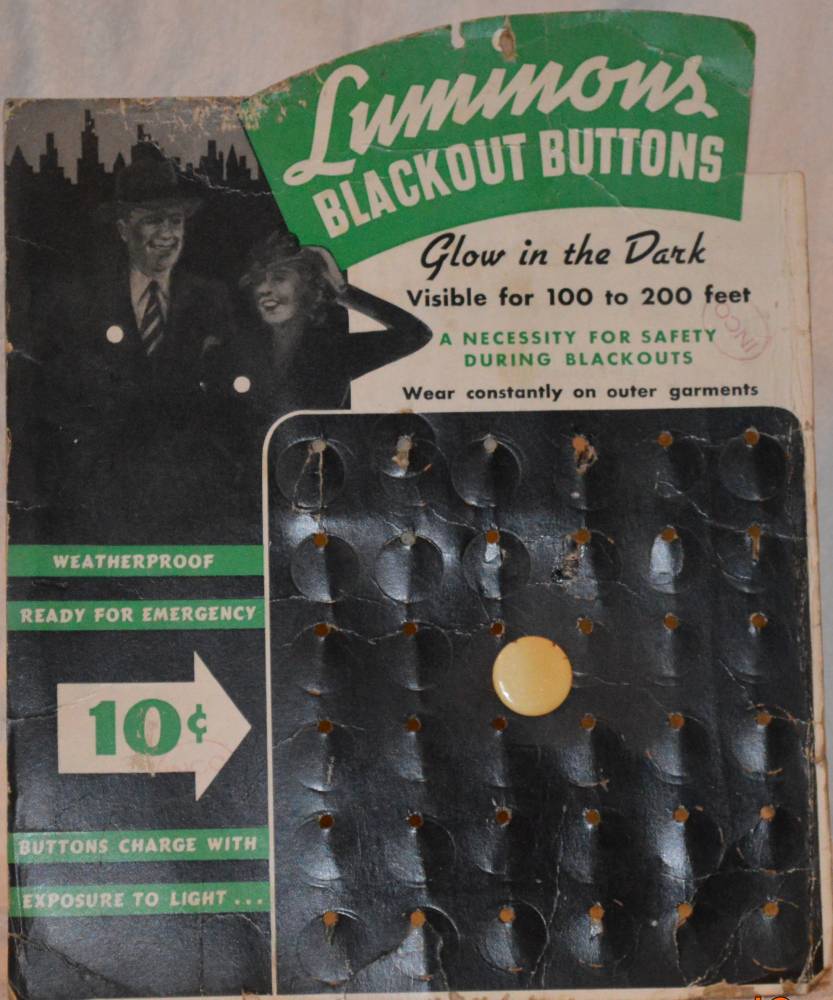 Luminous
BLACKOUT BUTTONS
Glow in the Dark
Visible for 100 to 200 feet
A NECESSITY FOR SAFETY
DURING BLACKOUTS
Wear constantly on outer garments
INCO
WEATHERPROOF
READY FOR EMERGENCY
10¢
BUTTONS CHARGE WITH
EXPOSURE TO LIGHT ...